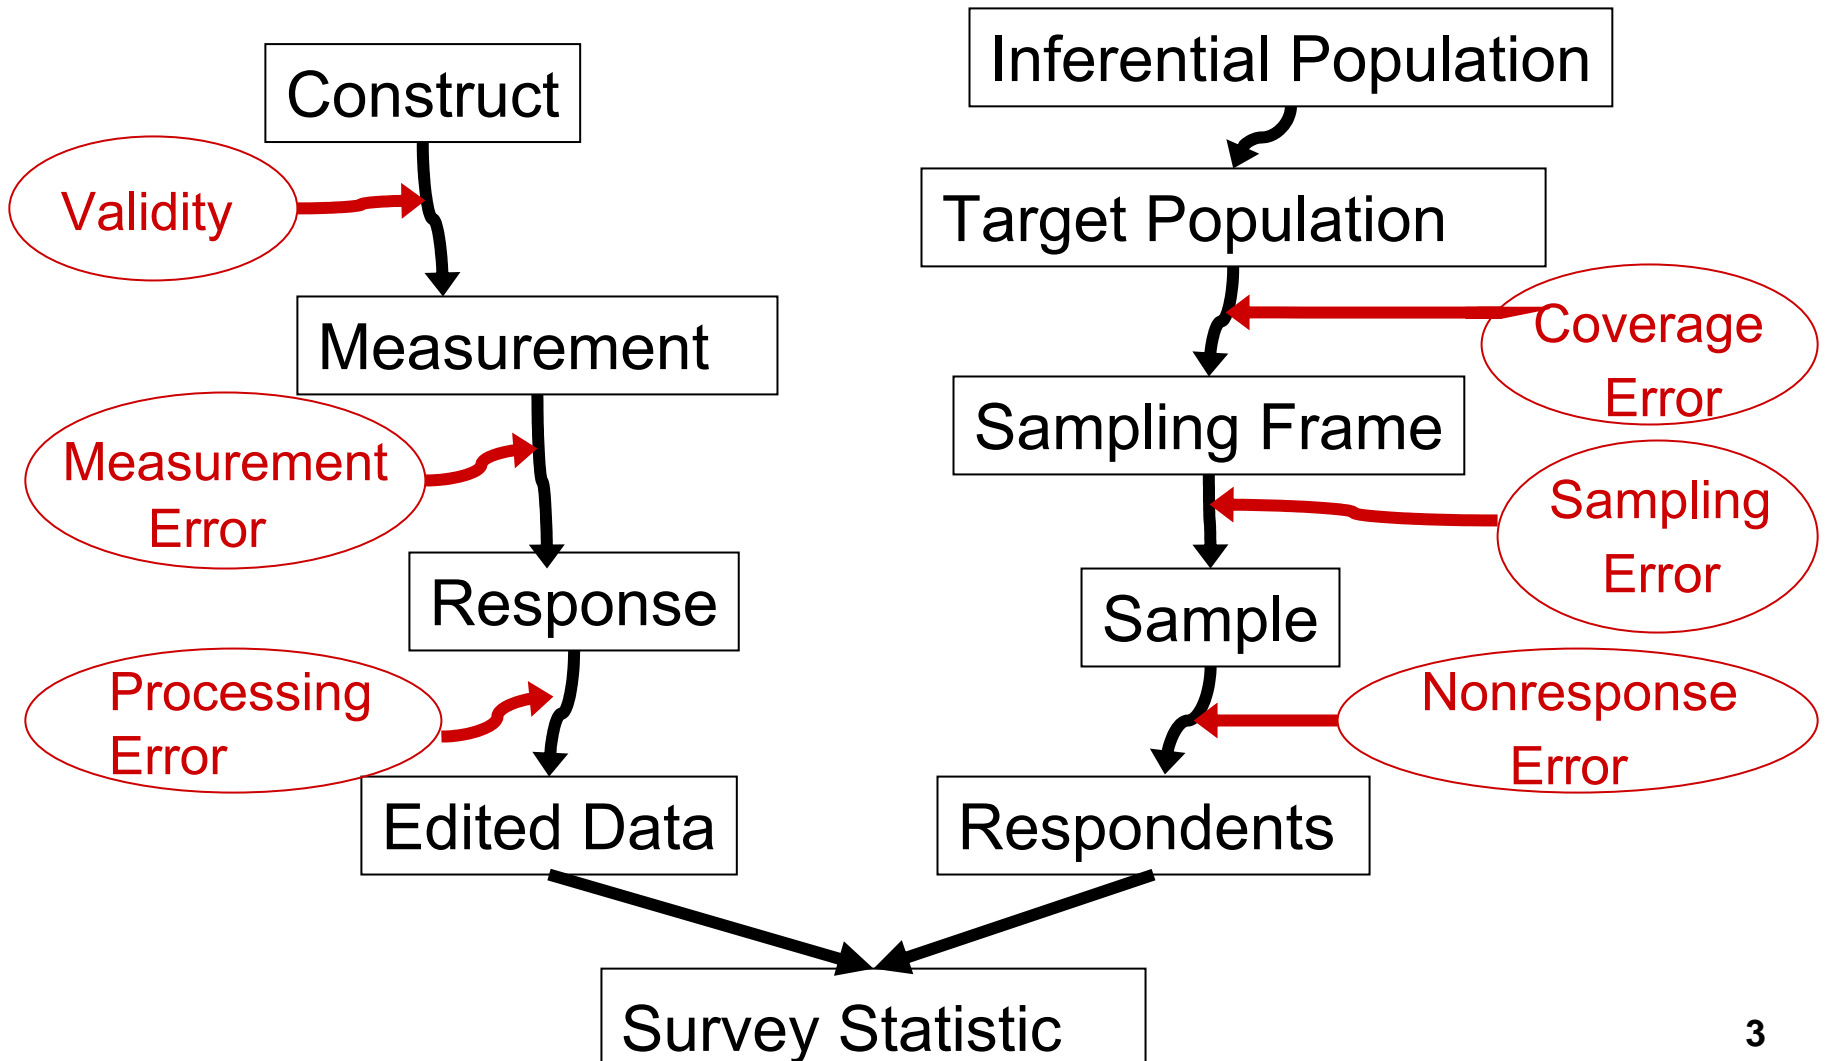 Construct
Inferential Population
Validity
Target Population
Measurement
Coverage
Error
Measurement
Error
Sampling Frame
Sampling
Error
Response
Sample
Processing
Error
Nonresponse
Error
Edited Data
Respondents
Survey Statistic
3